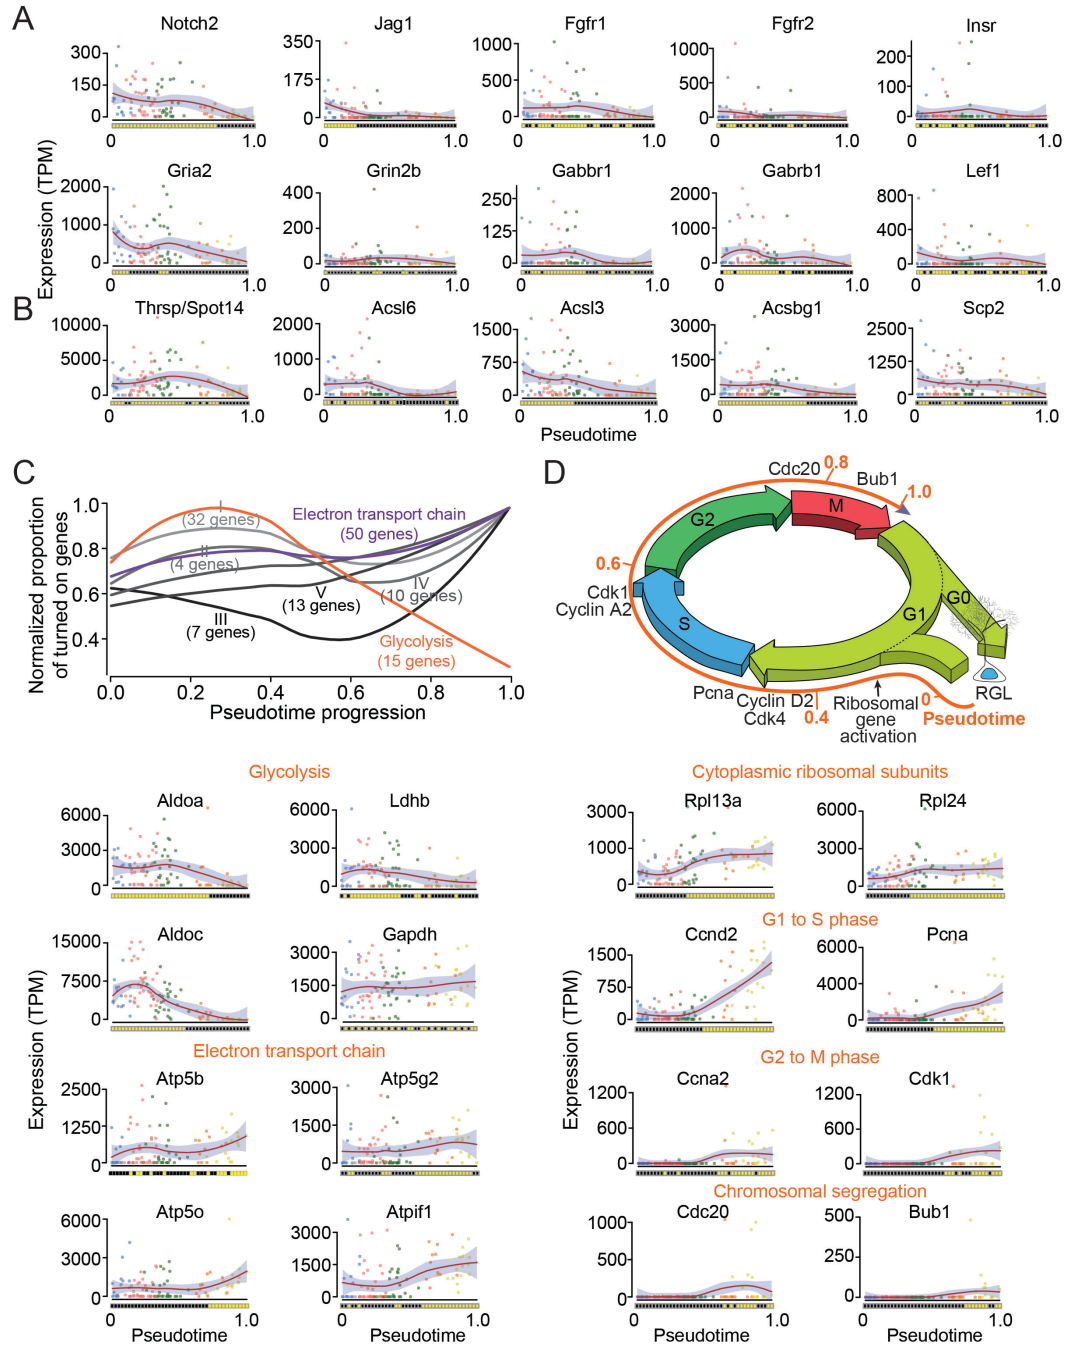 A
Notch2
Jag1
Fgfr1
Fgfr2
Insr
300
150
0
350
175
0
1000
500
0
1000
500
0
200
100
0
0 1.0
0 1.0
0 1.0
0 1.0
0 1.0
Expression (TPM)
Gria2
Grin2b
Gabbr1
Gabrb1
Lef1
2000
1000
0
400
200
0
250
125
0
2000
1000
0
800
400
0
0 1.0
0 1.0
0 1.0
0 1.0
0 1.0
B
Thrsp/Spot14
Acsl6
Acsl3
Acsbg1
Scp2
10000
5000
0
2000
1000
0
1500
750
0
3000
1500
0
2500
1250
0
0 1.0
0 1.0
0 1.0
0 1.0
0 1.0
Pseudotime
C
Normalized proportion
of turned on genes
1.0
0.8
0.6
0.4
I
(32 genes)
II
(4 genes)
III
(7 genes)
Electron transport chain
(50 genes)
IV
(10 genes)
V
(13 genes)
Glycolysis
(15 genes)
0.0 0.2 0.4 0.6 0.8 1.0
Pseudotime progression
D
Cdc20
0.8
Bub1
1.0
M
G2
0.6
Cdk1
Cyclin A2
S
G1
G0
RGL
Pcna
Cyclin D2
Cdk4
0.4
Ribosomal
gene
activation
0
Pseudotime
Glycolysis
Aldoa
Ldhb
6000
3000
0
6000
3000
0
Aldoc
Gapdh
15000
7500
0
3000
1500
0
Expression (TPM)
Electron transport chain
Atp5b
Atp5g2
2500
1250
0
3000
1500
0
Atp5o
Atpif1
6000
3000
0
3000
1500
0
0 1.0
Pseudotime
0 1.0
Pseudotime
Cytoplasmic ribosomal subunits
Rpl13a
Rpl24
3000
1000
0
6000
3000
0
G1 to S phase
Ccnd2
Pcna
1500
750
0
6000
4000
0
Expression (TPM)
G2 to M phase
Ccna2
Cdk1
1200
600
0
1200
600
0
Chromosomal segregation
Cdc20
Bub1
1000
500
0
500
250
0
0 1.0
Pseudotime
0 1.0
Pseudotime